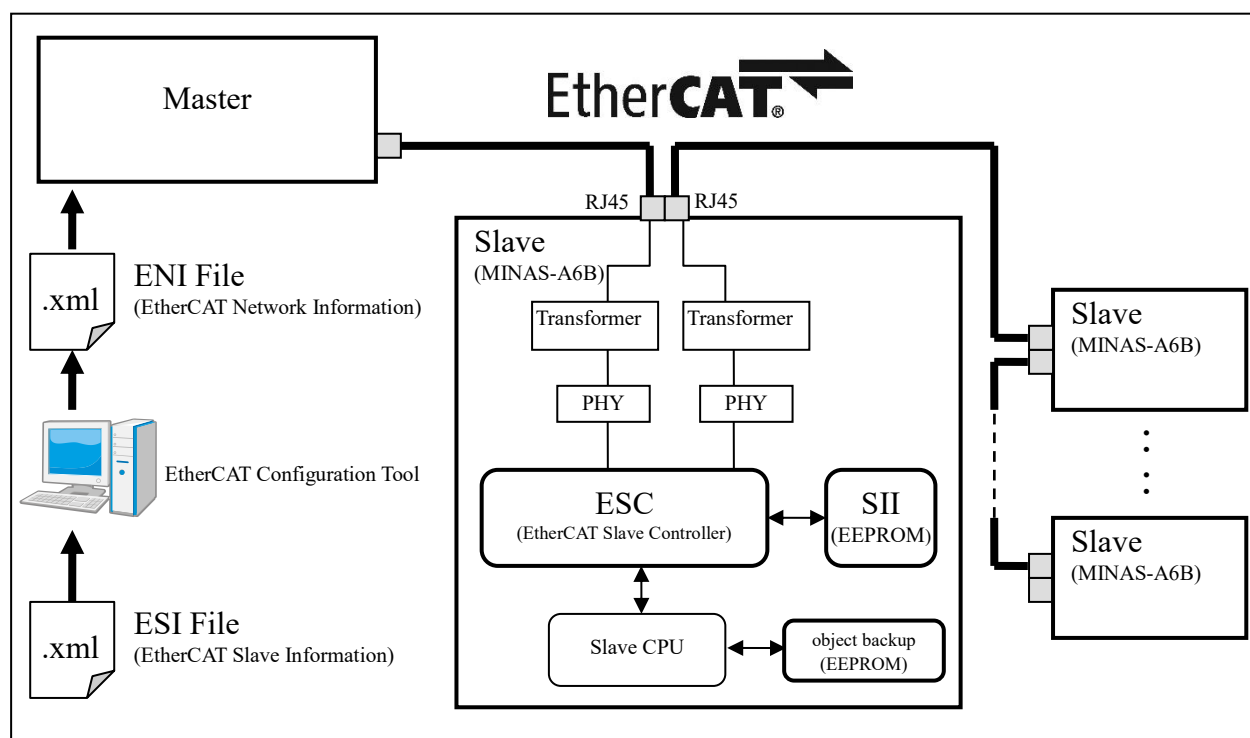 Master
EtherCAT®
RJ45
RJ45
Slave
(MINAS-A6B)
Transformer
Transformer
PHY
PHY
ESC
(EtherCAT Slave Controller)
SII
(EEPROM)
Slave CPU
object backup
(EEPROM)
.xml
ENI File
(EtherCAT Network Information)
EtherCAT Configuration Tool
.xml
ESI File
(EtherCAT Slave Information)
Slave
(MINAS-A6B)
Slave
(MINAS-A6B)